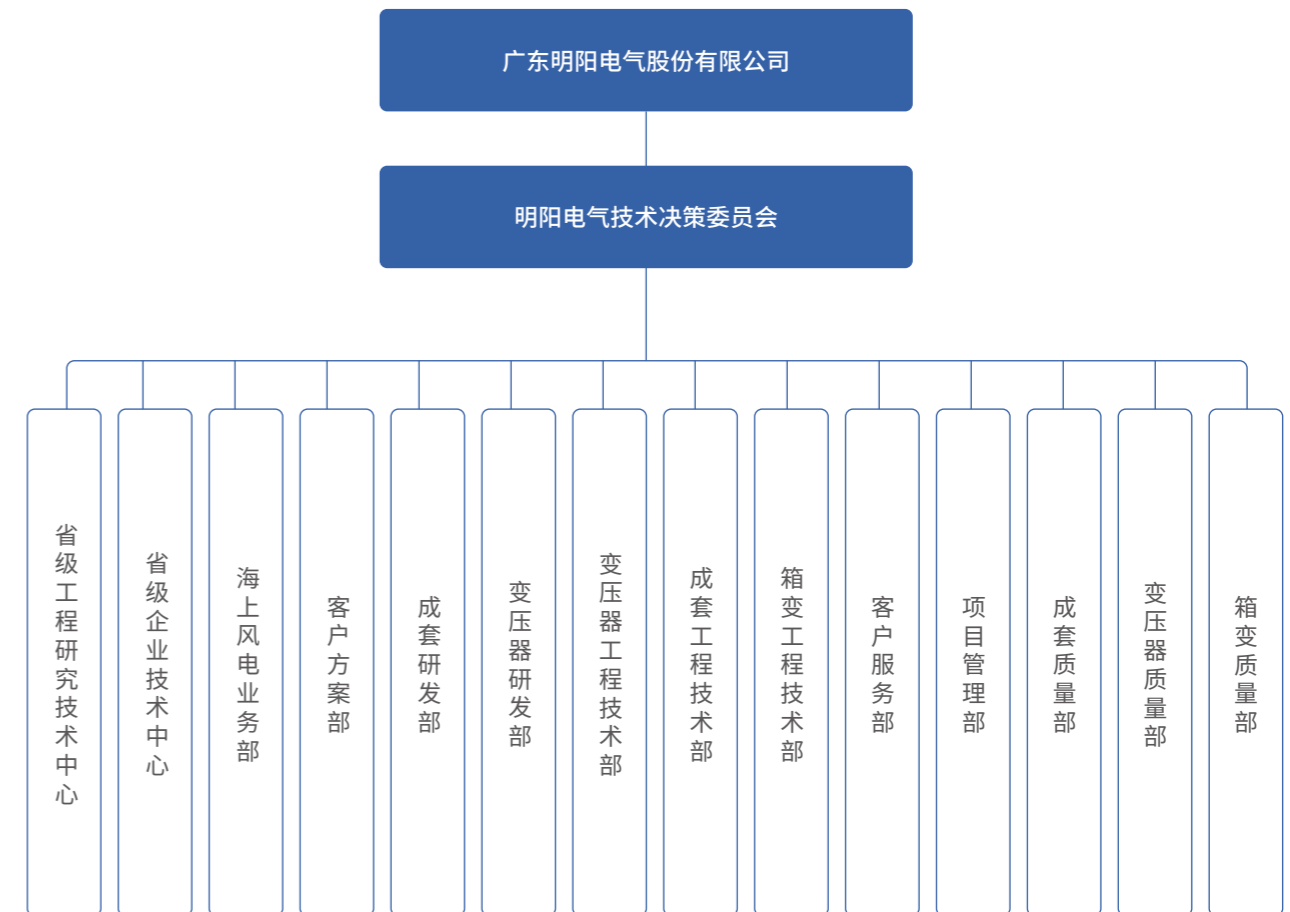 广东明阳电气股份有限公司
明阳电气技术决策委员会
省级工程研究技术中心
省级企业技术中心
海上风电业务部
客户方案部
成套研发部
变压器研发部
变压器工程技术部
成套工程技术部
箱变工程技术部
客户服务部
项目管理部
成套质量部
变压器质量部
箱变质量部